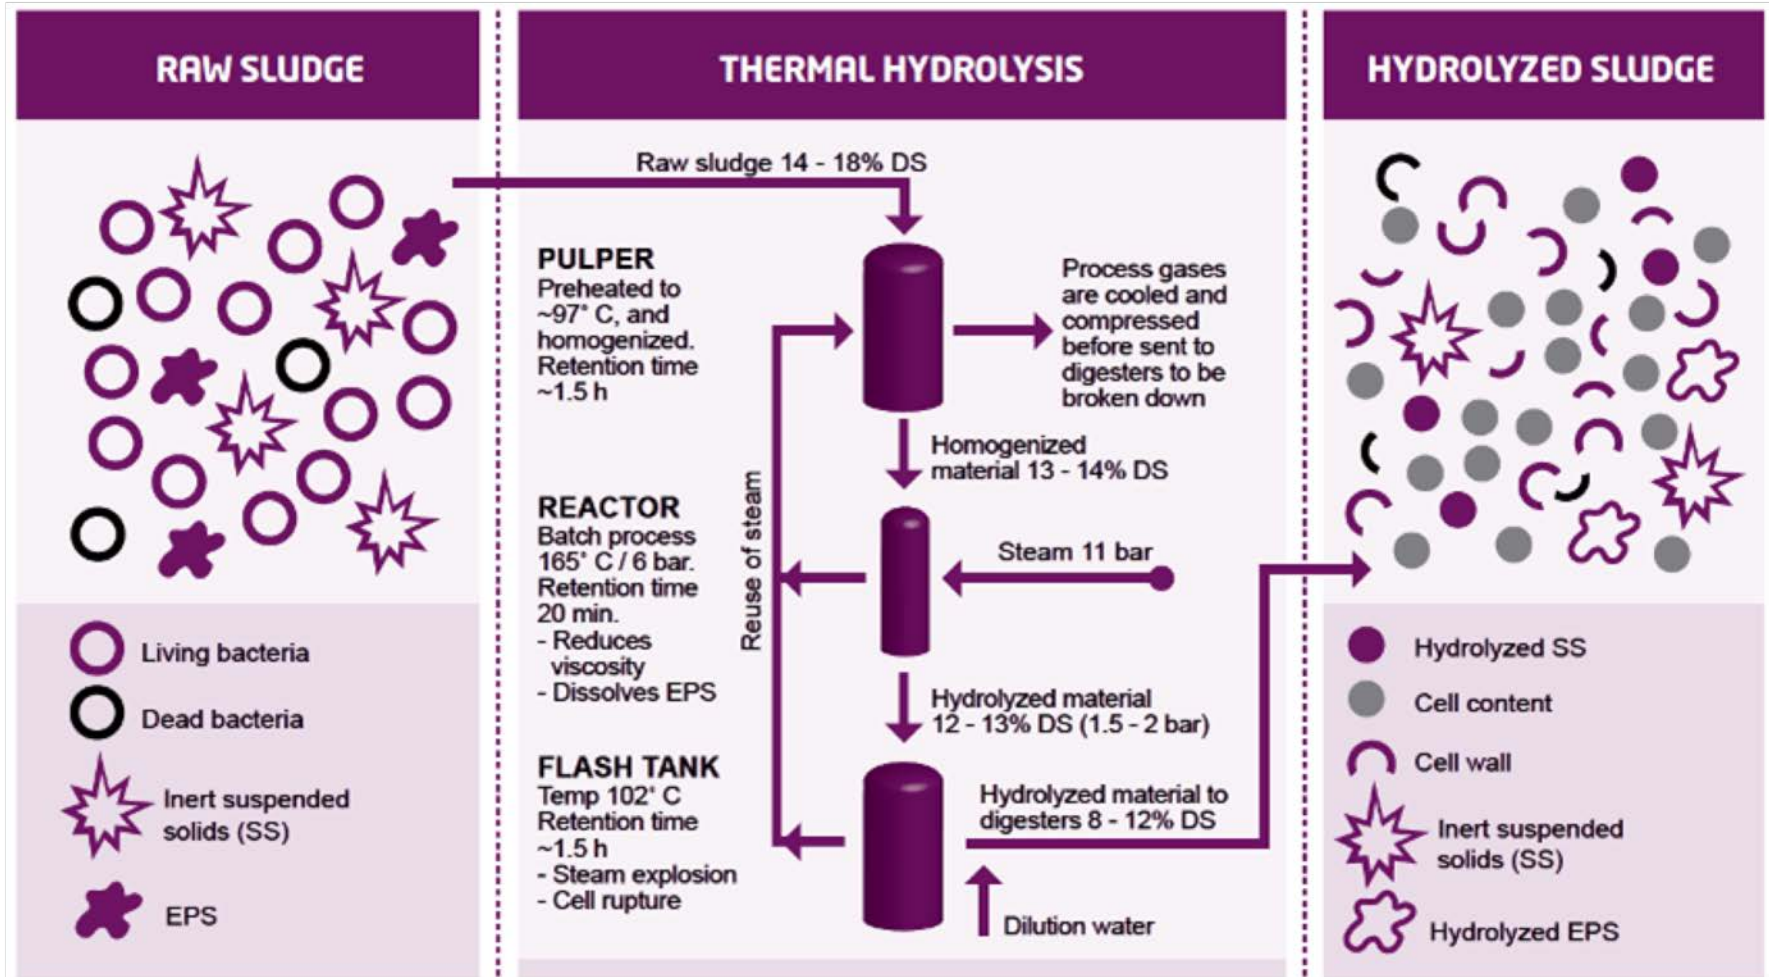 RAW SLUDGE
Living bacteria
Dead bacteria
Inert suspended
solids (SS)
EPS
THERMAL HYDROLYSIS
Raw sludge 14 - 18% DS
PULPER
Preheated to
~97° C, and
homogenized.
Retention time
~1.5 h
Process gases
are cooled and
compressed
before sent to
digesters to be
broken down
Homogenized
material 13 - 14% DS
Reuse of steam
REACTOR
Batch process
165° C / 6 bar.
Retention time
20 min.
- Reduces
viscosity
- Dissolves EPS
Steam 11 bar
Hydrolyzed material
12 - 13% DS (1.5 - 2 bar)
FLASH TANK
Temp 102° C
Retention time
~1.5 h
- Steam explosion
- Cell rupture
Hydrolyzed material to
digesters 8 - 12% DS
Dilution water
HYDROLYZED SLUDGE
Hydrolyzed SS
Cell content
Cell wall
Inert suspended
solids (SS)
Hydrolyzed EPS